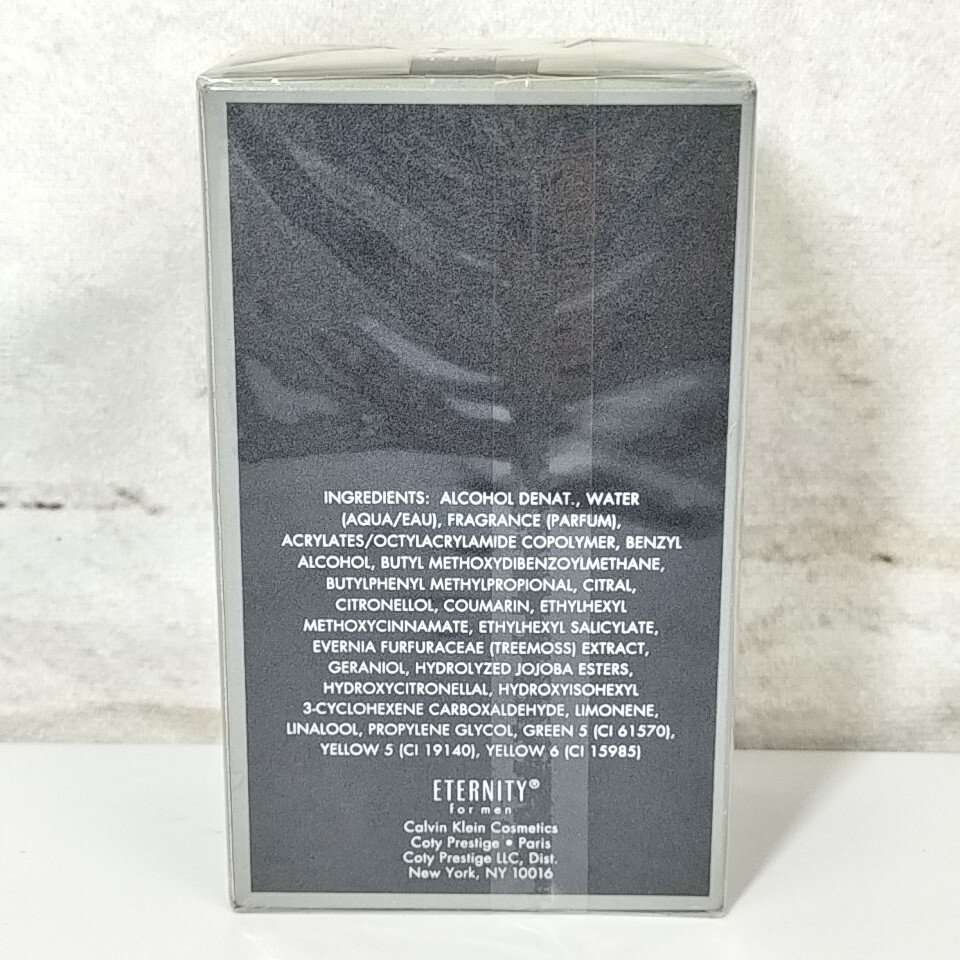 INGREDIENTS: ALCOHOL DENAT., WATER
(AQUA/EAU), FRAGRANCE (PARFUM),
ACRYLATES/OCTYLACRYLAMIDE COPOLYMER, BENZYL
ALCOHOL, BUTYL METHOXYDIBENZOYLMETHANE,
BUTYLPHENYL METHYLPROPIONAL, CITRAL,
CITRONELLOL, COUMARIN, ETHYLHEXYL
METHOXYCINNAMATE, ETHYLHEXYL SALICYLATE,
EVERNIA FURFURACEAE (TREEMOSS) EXTRACT,
GERANIOL, HYDROLYZED JOJOBA ESTERS,
HYDROXYCITRONELLAL, HYDROXYISOHEXYL
3-CYCLOHEXENE CARBOXALDEHYDE, LIMONENE,
LINALOOL, PROPYLENE GLYCOL, GREEN 5 (CI 61570),
YELLOW 5 (CI 19140), YELLOW 6 (CI 15985)
ETERNITY®
for men
Calvin Klein Cosmetics
Coty Prestige • Paris
Coty Prestige LLC, Dist.
New York, NY 10016